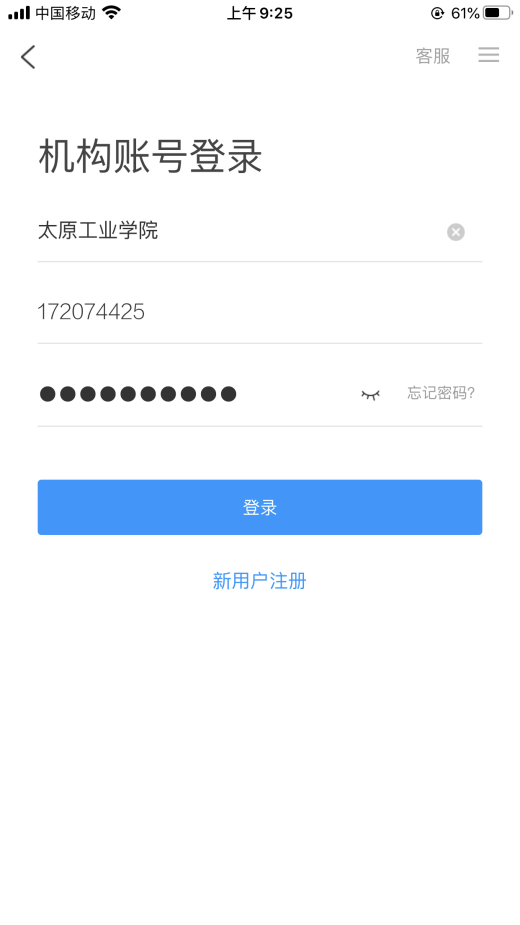 中国移动 上午 9:25 61%
客服
机构账号登录
太原工业学院
172074425
忘记密码?
登录
新用户注册